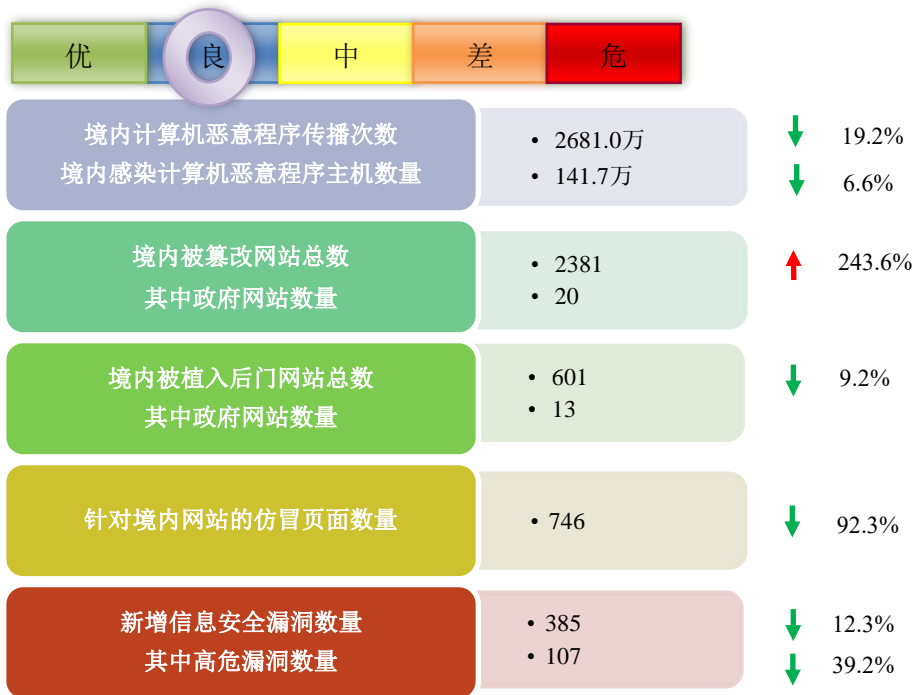 优 良 中 差 危
境内计算机恶意程序传播次数 • 2681.0万 19.2%
境内感染计算机恶意程序主机数量 • 141.7万 6.6%
境内被篡改网站总数 • 2381 243.6%
其中政府网站数量 • 20
境内被植入后门网站总数 • 601 9.2%
其中政府网站数量 • 13
针对境内网站的仿冒页面数量 • 746 92.3%
新增信息安全漏洞数量 • 385 12.3%
其中高危漏洞数量 • 107 39.2%